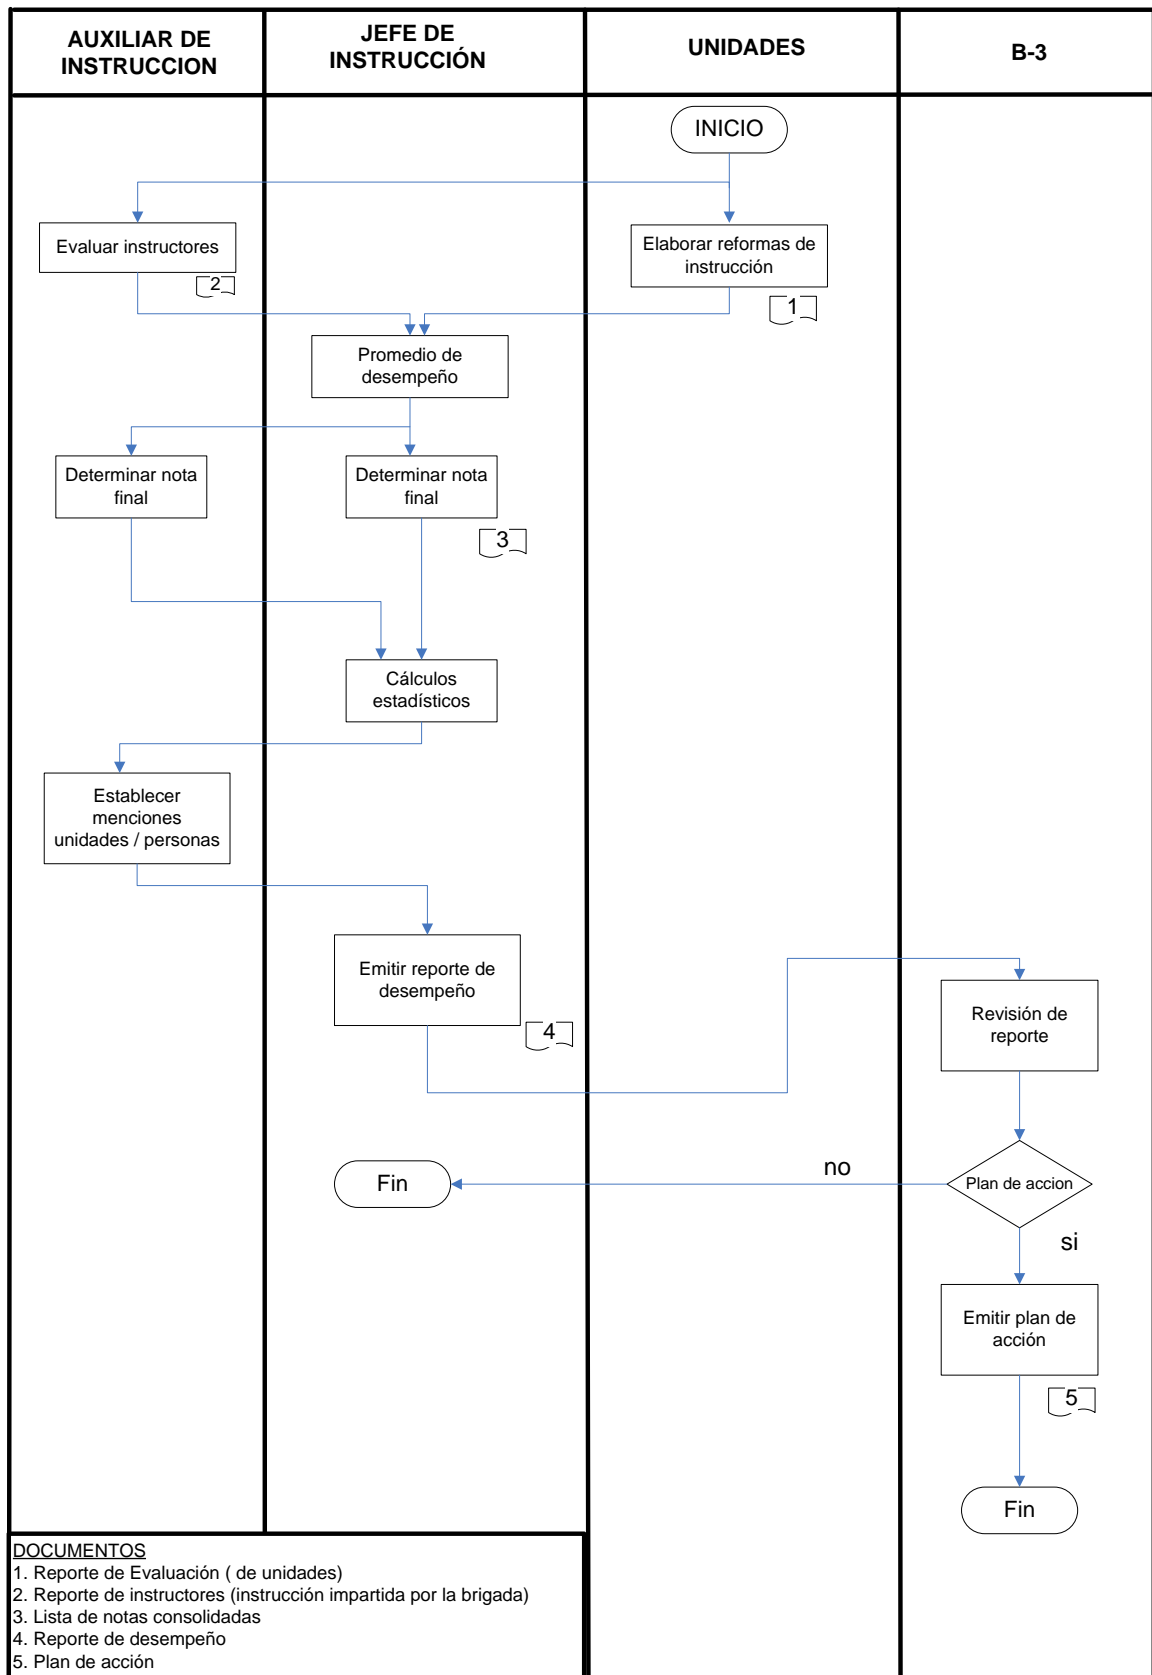 AUXILIAR DE
INSTRUCCION
JEFE DE
INSTRUCCIÓN
UNIDADES
B-3
INICIO
Evaluar instructores
2
Elaborar reformas de
instrucción
1
Promedio de
desempeño
Determinar nota
final
Determinar nota
final
3
Cálculos
estadísticos
Establecer
menciones
unidades / personas
Emitir reporte de
desempeño
4
Revisión de
reporte
Plan de accion
no
Fin
si
Emitir plan de
acción
5
Fin
DOCUMENTOS
1. Reporte de Evaluación ( de unidades)
2. Reporte de instructores (instrucción impartida por la brigada)
3. Lista de notas consolidadas
4. Reporte de desempeño
5. Plan de acción